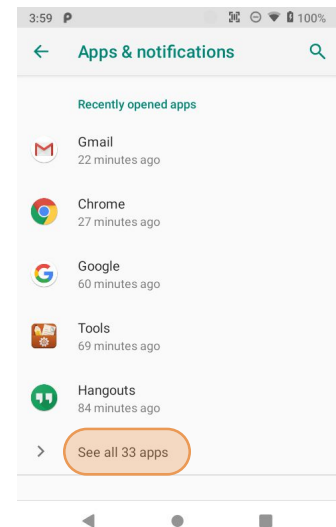 3:59 P 100%
Apps & notifications
Recently opened apps
Gmail
22 minutes ago
Chrome
27 minutes ago
Google
60 minutes ago
Tools
69 minutes ago
Hangouts
84 minutes ago
See all 33 apps